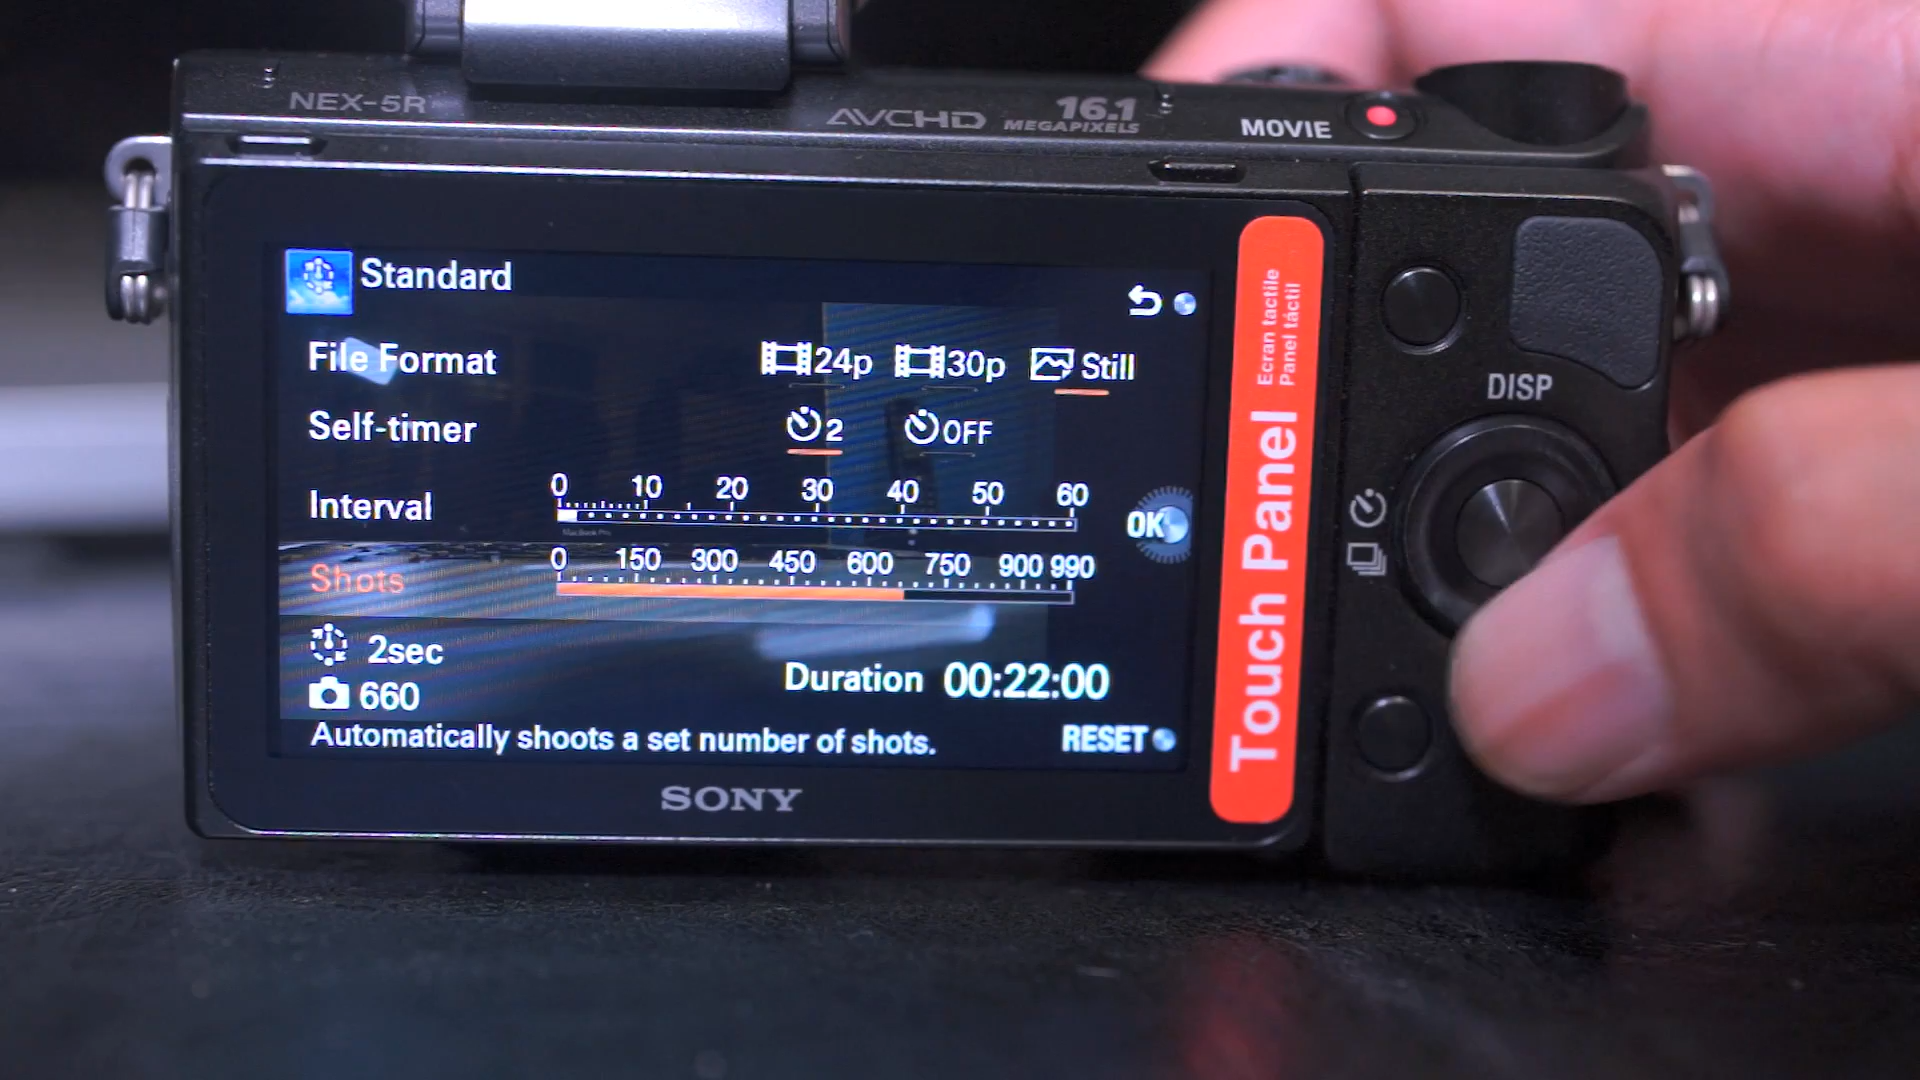 NEX-5R
AVCHD 16.1 MEGAPIXELS
MOVIE
Standard
File Format 24p 30p Still
Self-timer 2 OFF
Interval 0 10 20 30 40 50 60
OK
MacBook Pro
Shots 0 150 300 450 600 750 900 990
2sec
660
Duration 00:22:00
Automatically shoots a set number of shots. RESET
SONY
Touch Panel
Ecran tactile
Panel táctil
DISP